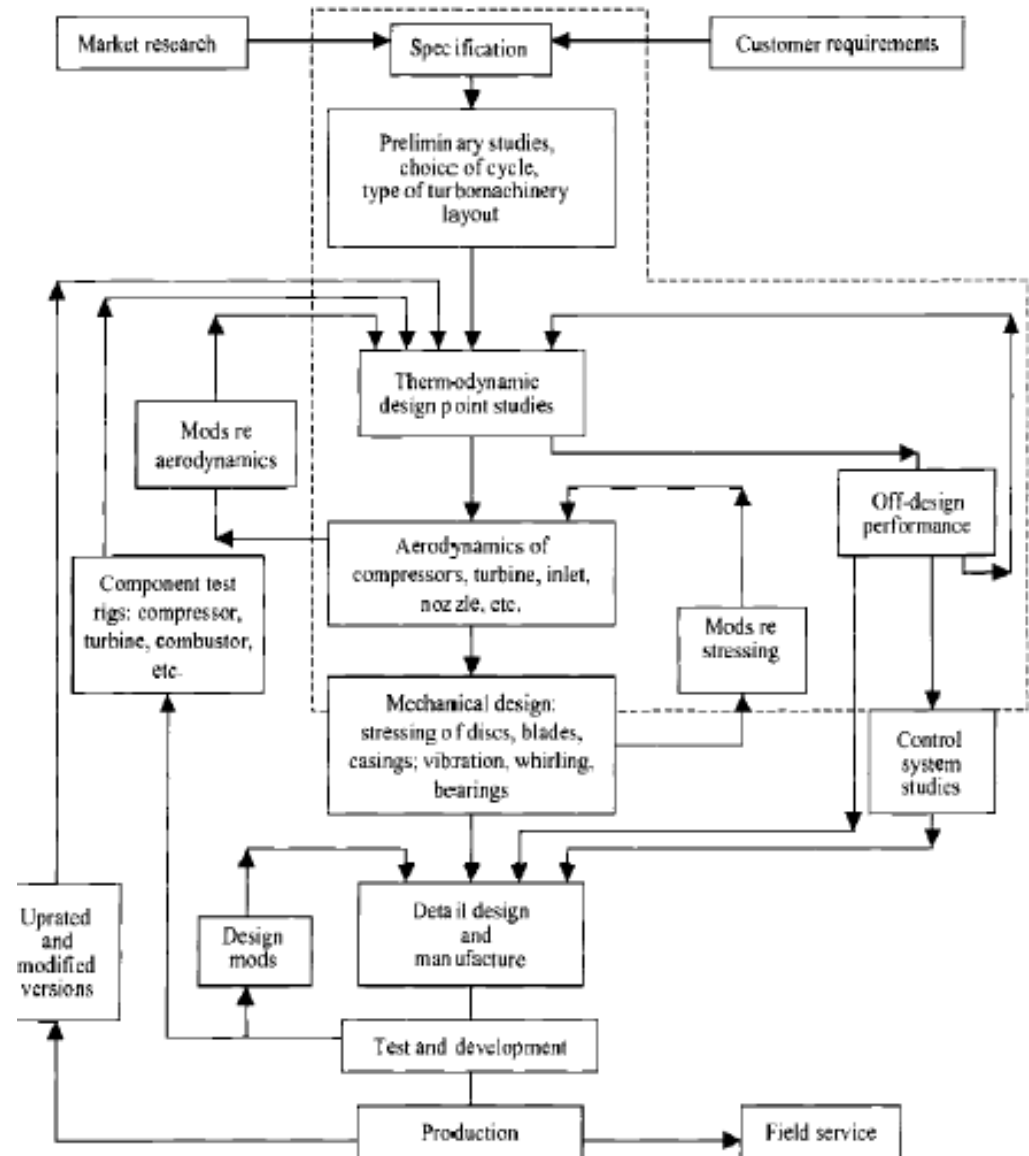 Market research
Specification
Customer requirements
Preliminary studies,
choice of cycle,
type of turbomachinery
layout
Thermodynamic
design point studies
Mods re
aerodynamics
Off-design
performance
Aerodynamics of
compressors, turbine, inlet,
nozzle, etc.
Component test
rigs: compressor,
turbine, combustor,
etc.
Mods re
stressing
Mechanical design:
stressing of discs, blades,
casings; vibration, whirling,
bearings
Control
system
studies
Uprated
and
modified
versions
Design
mods
Detail design
and
manufacture
Test and development
Production
Field service